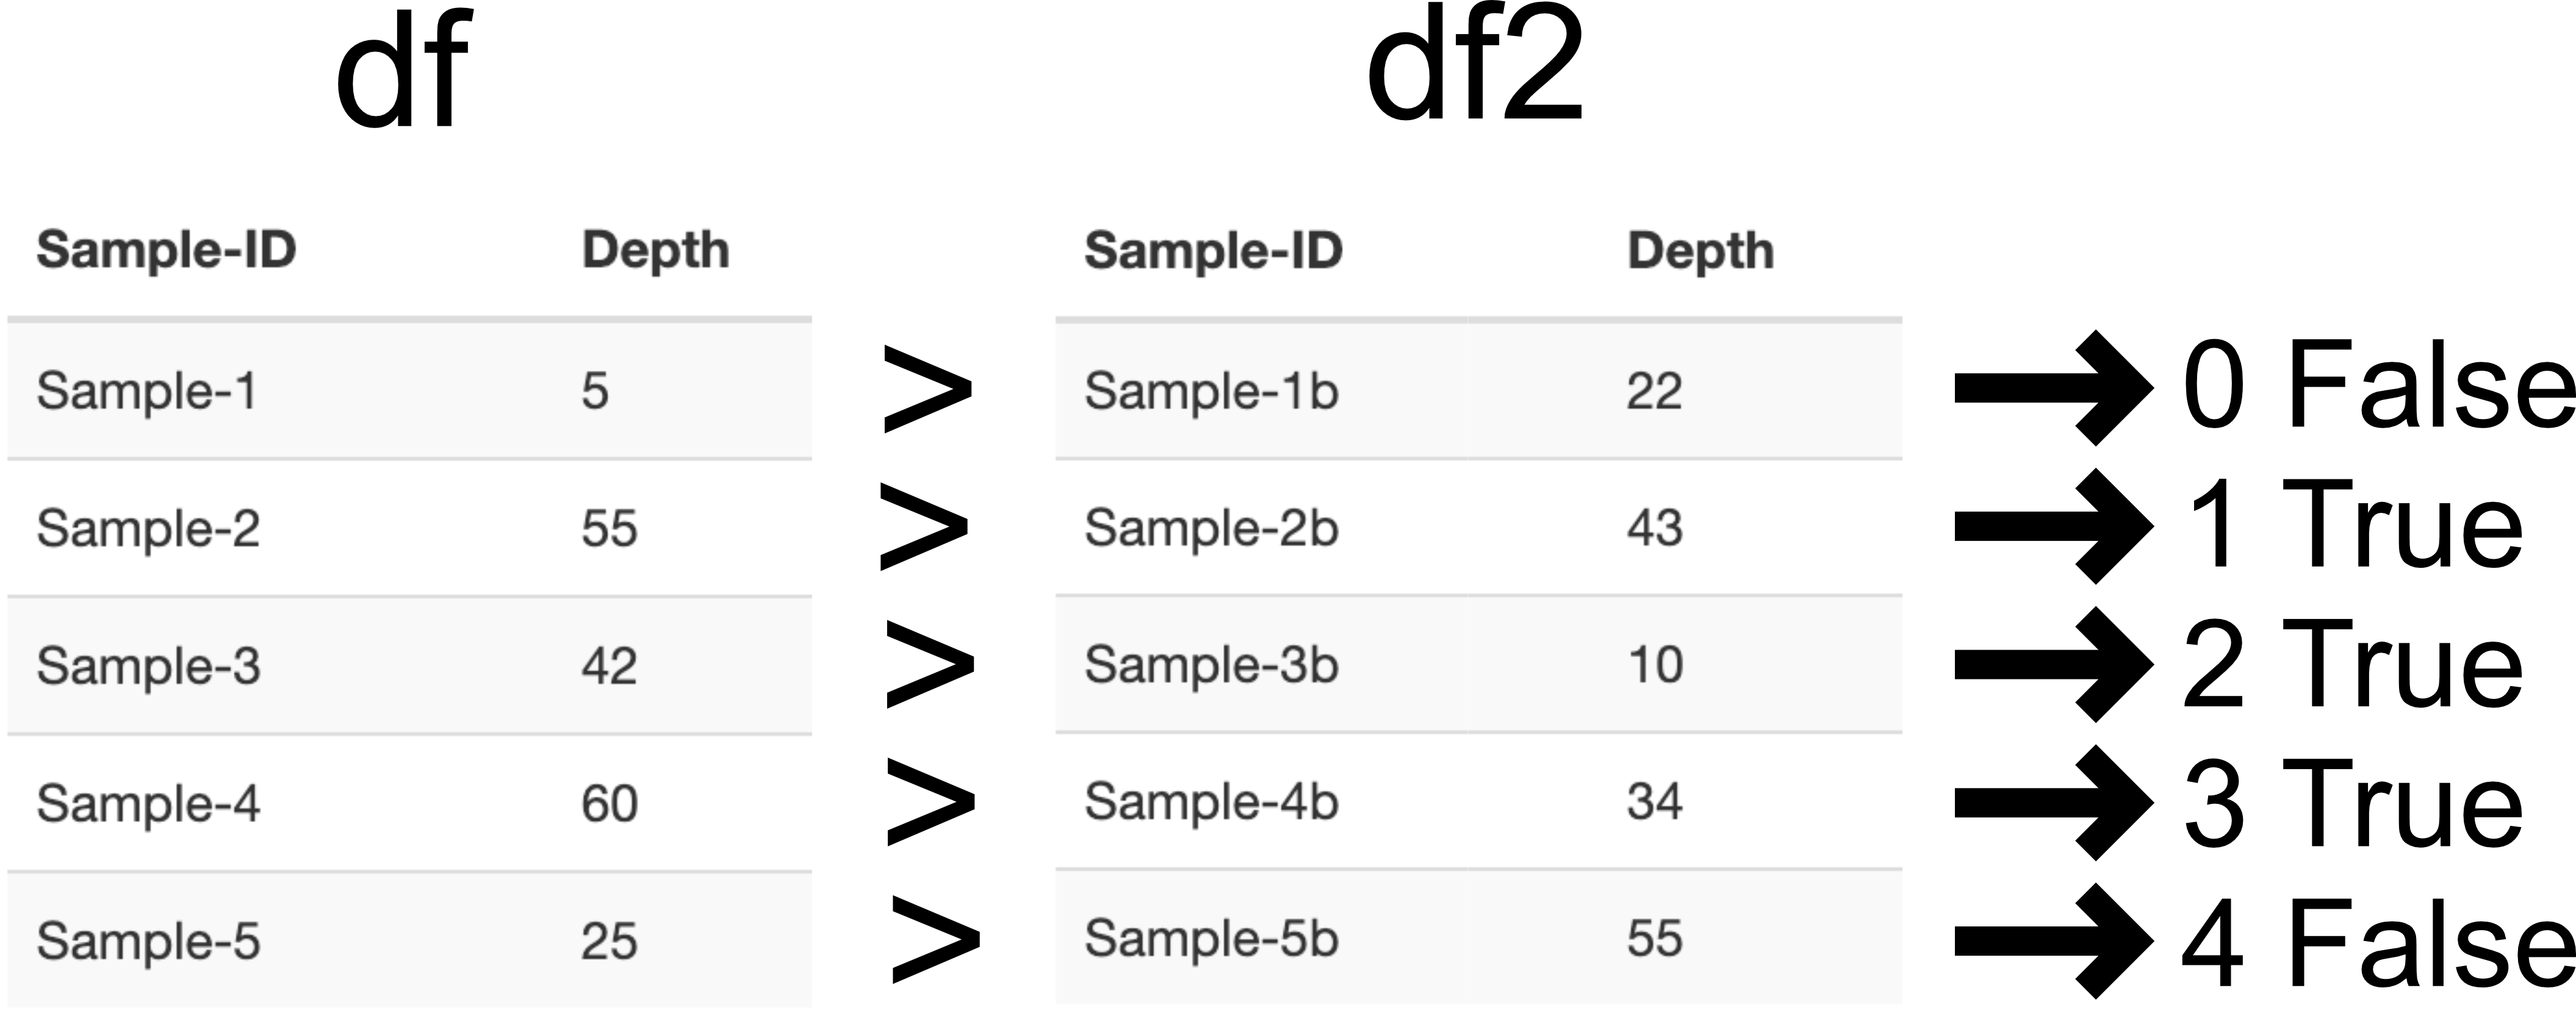 df df2
Sample-ID Depth Sample-ID Depth
Sample-1 5 > Sample-1b 22 → 0 False
Sample-2 55 > Sample-2b 43 → 1 True
Sample-3 42 > Sample-3b 10 → 2 True
Sample-4 60 > Sample-4b 34 → 3 True
Sample-5 25 > Sample-5b 55 → 4 False